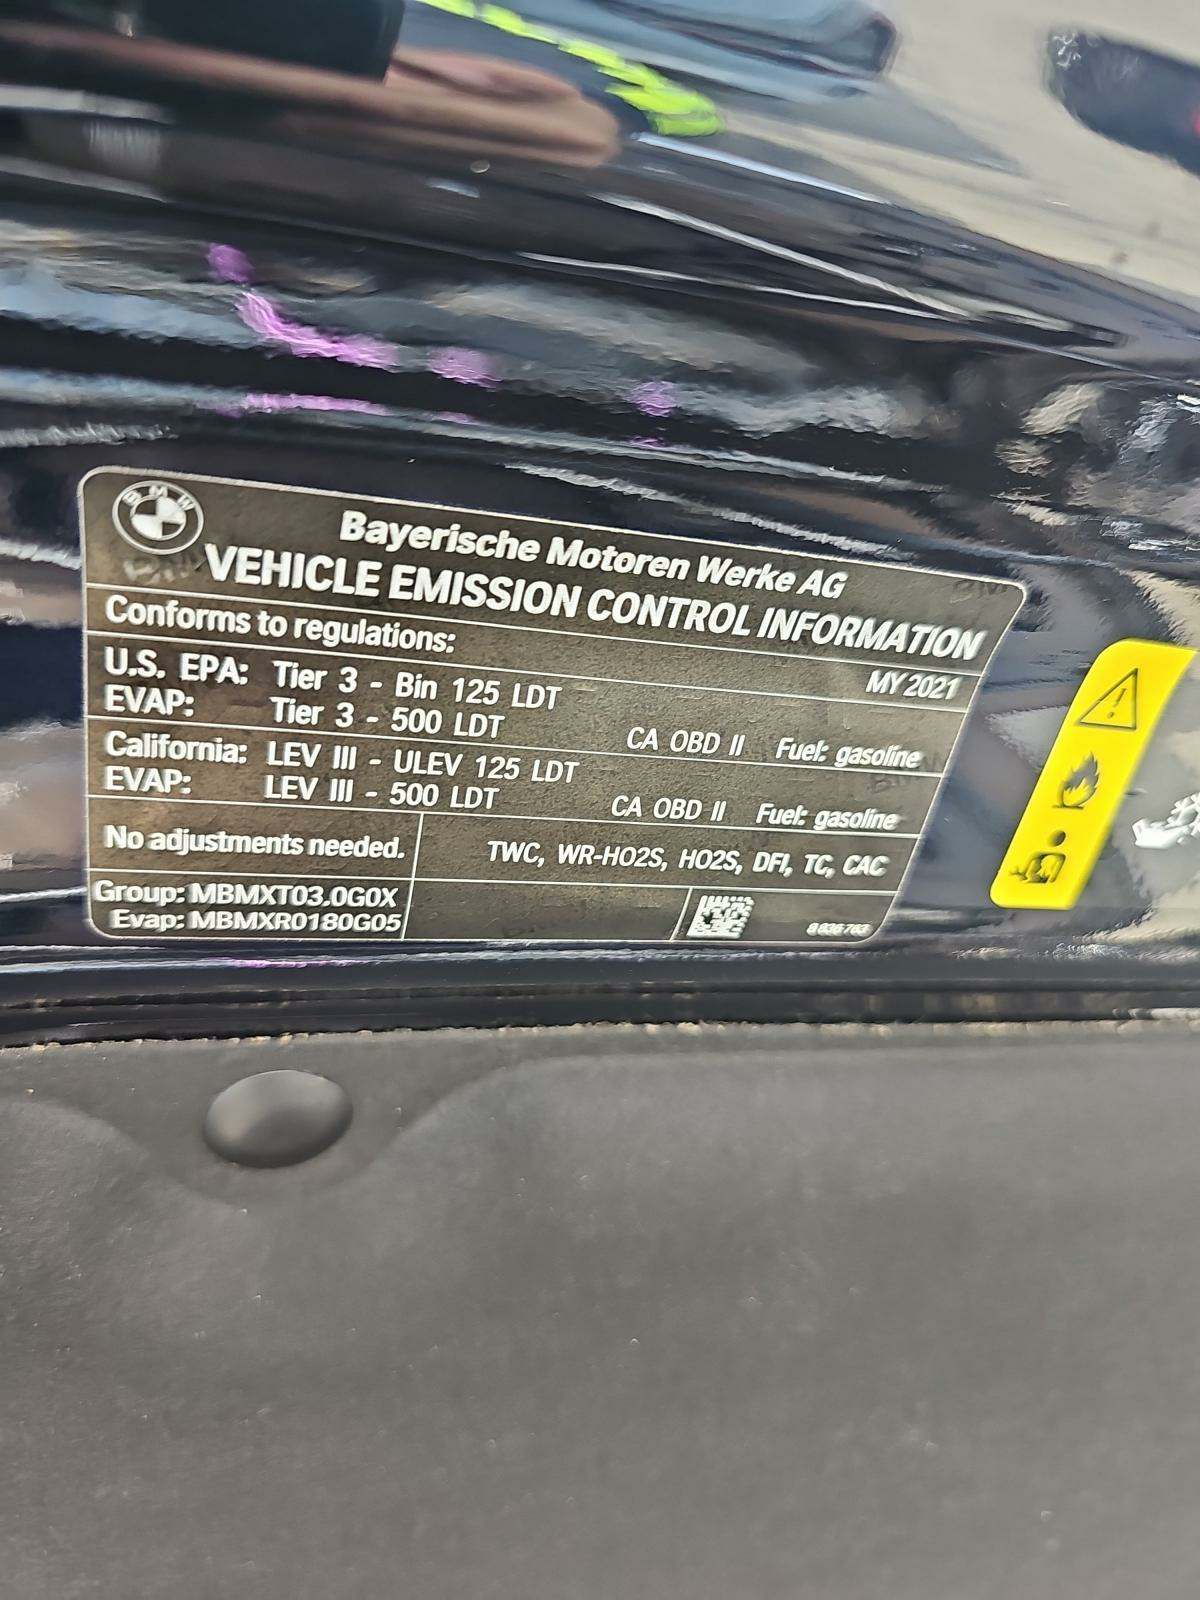 BMW
Bayerische Motoren Werke AG
VEHICLE EMISSION CONTROL INFORMATION
Conforms to regulations:
MY 2021
U.S. EPA: Tier 3 - Bin 125 LDT
EVAP: Tier 3 - 500 LDT CA OBD II Fuel: gasoline
California: LEV III - ULEV 125 LDT
EVAP: LEV III - 500 LDT CA OBD II Fuel: gasoline
No adjustments needed. TWC, WR-HO2S, HO2S, DFI, TC, CAC
Group: MBMXT03.0G0X
Evap: MBMXR0180G05